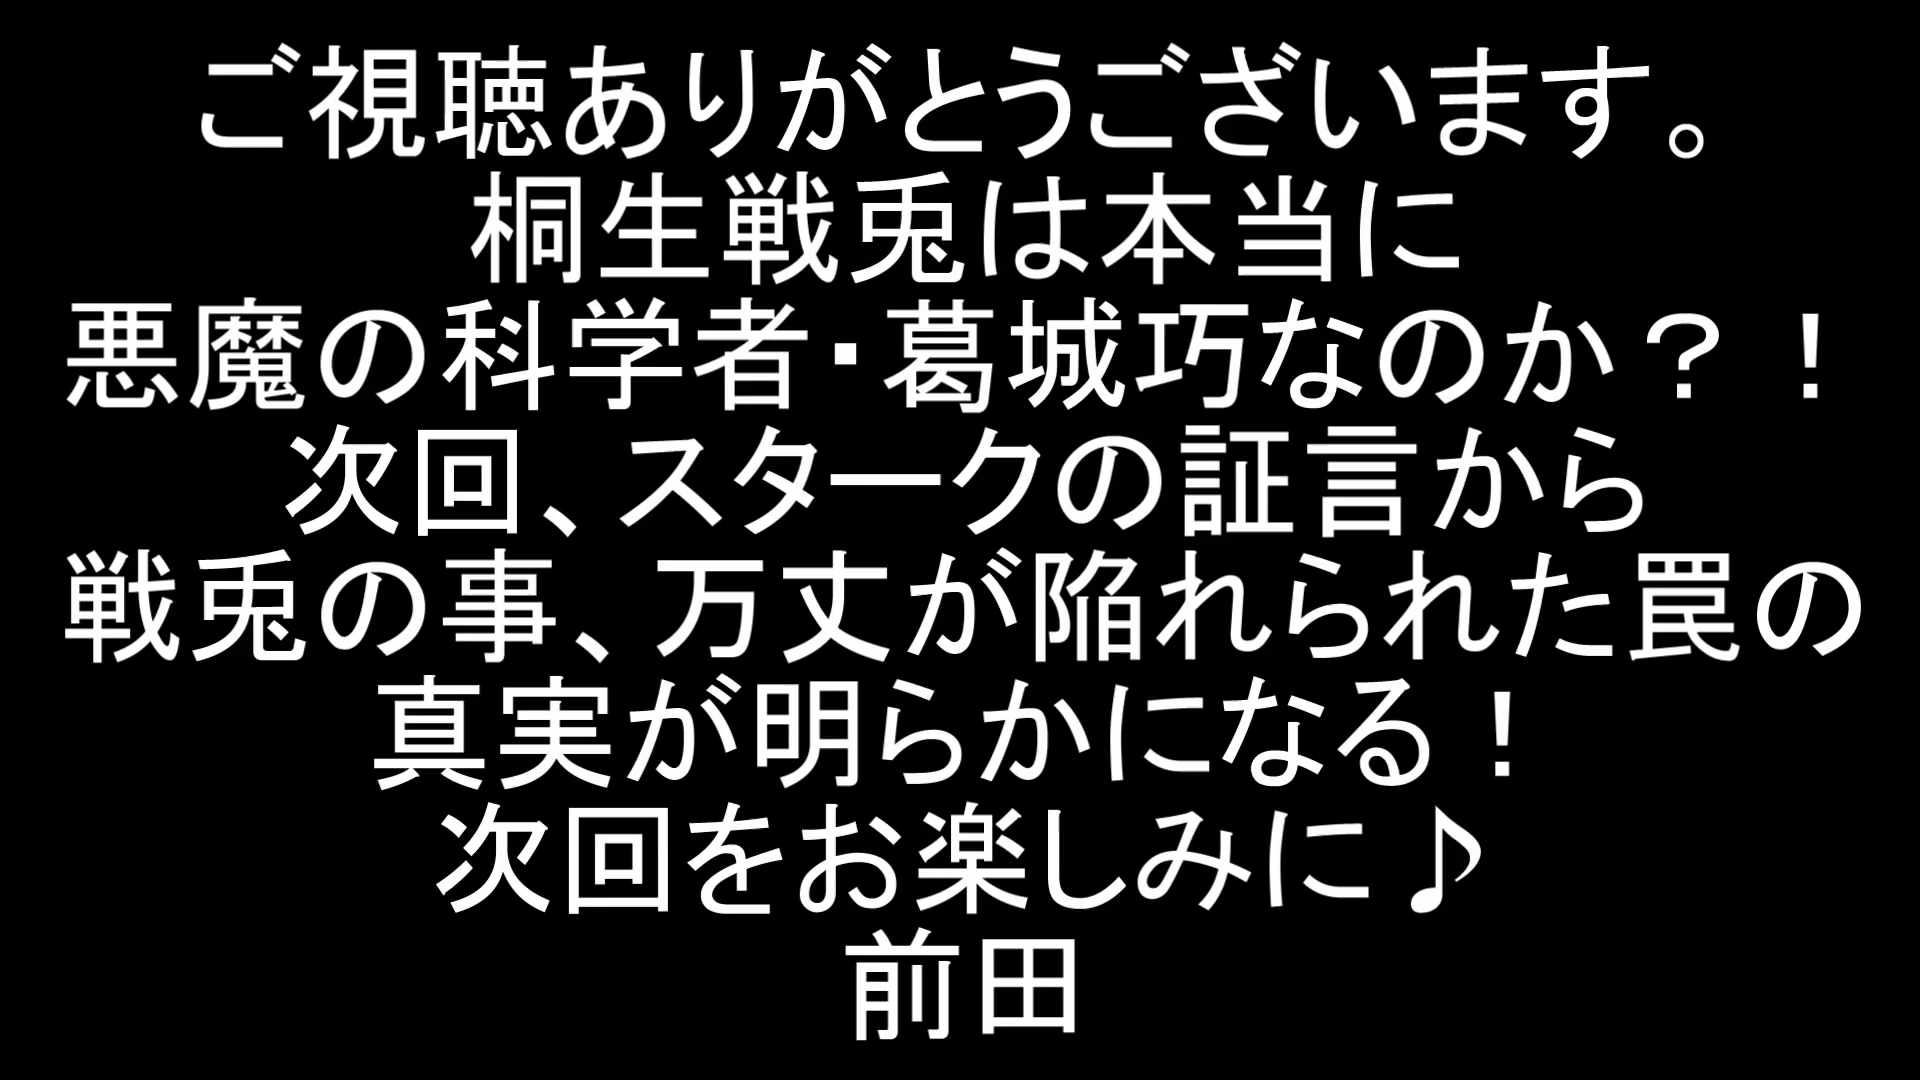 ご視聴ありがとうございます。
桐生戦兎は本当に
悪魔の科学者・葛城巧なのか？！
次回、スタークの証言から
戦兎の事、万丈が陥れられた罠の
真実が明らかになる！
次回をお楽しみに♪
前田